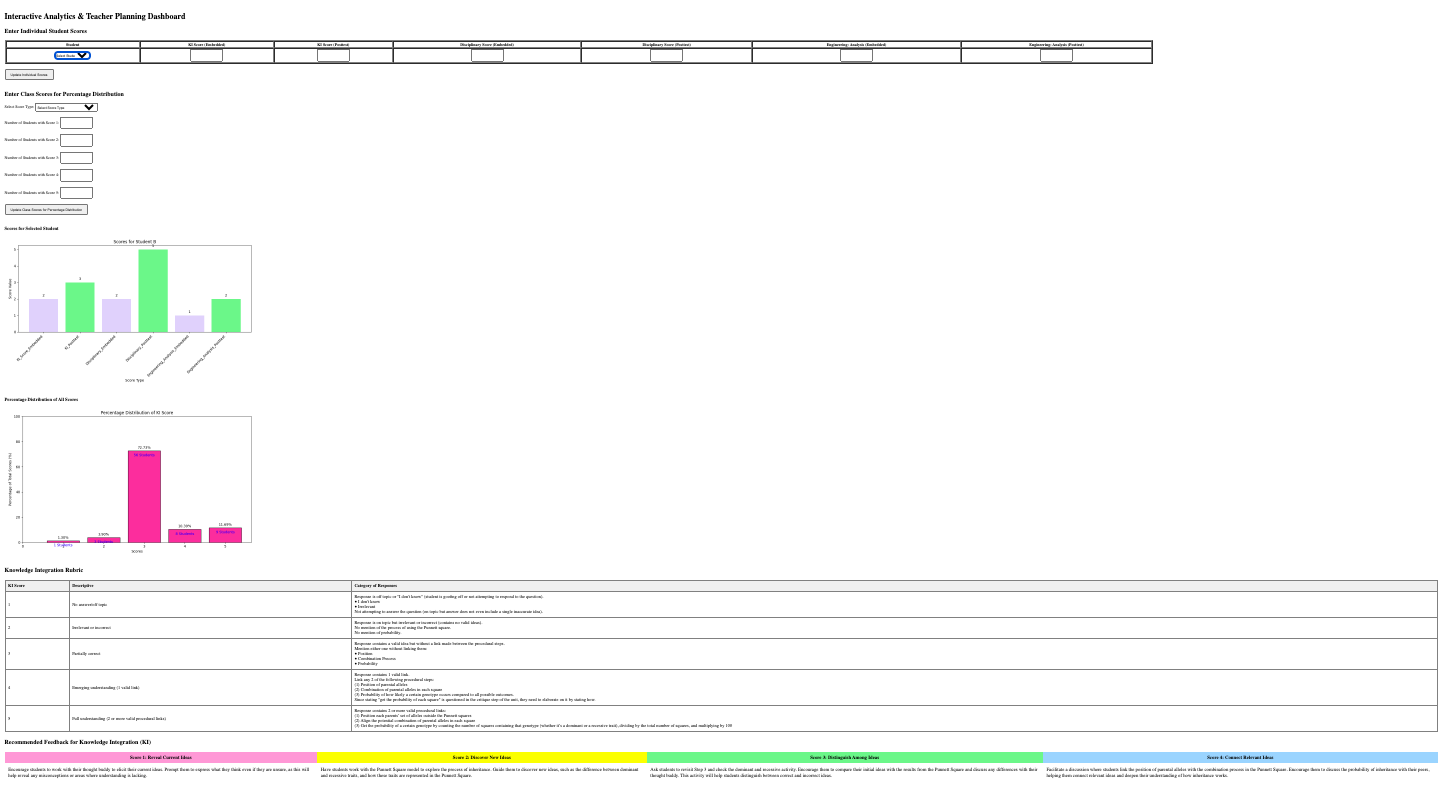 Interactive Analytics & Teacher Planning Dashboard
Enter Individual Student Scores
Student KI Score (Embedded) KI Score (Posttest) Disciplinary Score (Embedded) Disciplinary Score (Posttest) Engineering: Analysis (Embedded) Engineering: Analysis (Posttest)
Update Individual Scores
Enter Class Scores for Percentage Distribution
Select Score Type: Select Score Type
Number of Students with Score 1:
Number of Students with Score 2:
Number of Students with Score 3:
Number of Students with Score 4:
Number of Students with Score 5:
Update Class Scores for Percentage Distribution
Scores for Selected Student
Scores for Student B
Score Value
5
4
3
2
1
0
2 3 2 1 2
KI_Score_Embedded KI_Posttest Disciplinary_Embedded Disciplinary_Posttest Engineering_Analysis_Embedded Engineering_Analysis_Posttest
Score Type
Percentage Distribution of All Scores
Percentage Distribution of KI Score
Percentage of Total Scores (%)
100
80
60
40
20
0
1.30% 3.90% 72.73% 10.39% 11.69%
1 Students 3 Students 56 Students 8 Students 9 Students
0 2 3 4 5
Scores
Knowledge Integration Rubric
KI Score Descriptive Category of Responses
1 No answer/off topic
Response is off topic or "I don't know" (student is goofing off or not attempting to respond to the question).
● I don't know
● Irrelevant
Not attempting to answer the question (on topic but answer does not even include a single inaccurate idea).
2 Irrelevant or incorrect
Response is on topic but irrelevant or incorrect (contains no valid ideas).
No mention of the process of using the Punnett square.
No mention of probability.
3 Partially correct
Response contains a valid idea but without a link made between the procedural steps.
Mention either one without linking them:
● Position
● Combination Process
● Probability
4 Emerging understanding (1 valid link)
Response contains 1 valid link.
Link any 2 of the following procedural steps:
(1) Position of parental alleles
(2) Combination of parental alleles in each square
(3) Probability of how likely a certain genotype occurs compared to all possible outcomes.
Since stating "get the probability of each square" is questioned in the critique step of the unit, they need to elaborate on it by stating how.
5 Full understanding (2 or more valid procedural links)
Response contains 2 or more valid procedural links:
(1) Position each parents' set of alleles outside the Punnett squares
(2) Aligns the potential combination of parental alleles in each square
(3) Get the probability of a certain genotype by counting the number of squares containing that genotype (whether it's a dominant or a recessive trait), dividing by the total number of squares, and multiplying by 100
Recommended Feedback for Knowledge Integration (KI)
Score 1: Reveal Current Ideas
Encourage students to work with their thought buddy to elicit their current ideas. Prompt them to express what they think even if they are unsure, as this will
help reveal any misconceptions or areas where understanding is lacking.
Score 2: Discover New Ideas
Have students work with the Punnett Square model to explore the process of inheritance. Guide them to discover new ideas, such as the difference between dominant
and recessive traits, and how these traits are represented in the Punnett Square.
Score 3: Distinguish Among Ideas
Ask students to revisit Step 3 and check the dominant and recessive activity. Encourage them to compare their initial ideas with the results from the Punnett Square and discuss any differences with their
thought buddy. This activity will help students distinguish between correct and incorrect ideas.
Score 4: Connect Relevant Ideas
Facilitate a discussion where students link the position of parental alleles with the combination process in the Punnett Square. Encourage them to discuss the probability of inheritance with their peers,
helping them connect relevant ideas and deepen their understanding of how inheritance works.